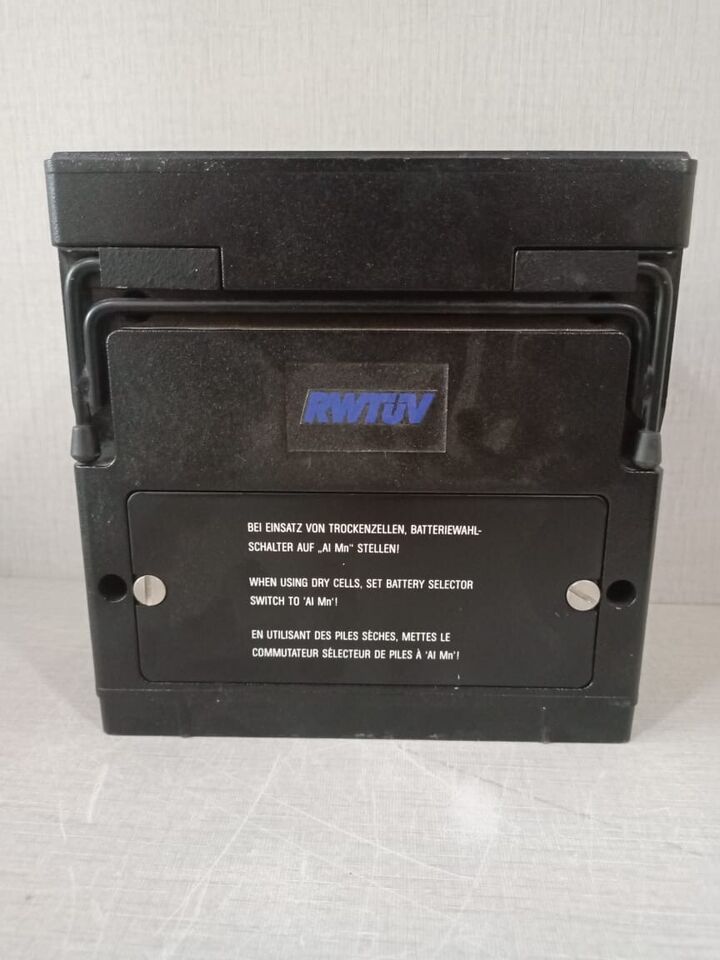 RWTÜV
BEI EINSATZ VON TROCKENZELLEN, BATTERIEWAHL-
SCHALTER AUF „Al Mn" STELLEN!
WHEN USING DRY CELLS, SET BATTERY SELECTOR
SWITCH TO 'Al Mn'!
EN UTILISANT DES PILES SÈCHES, METTES LE
COMMUTATEUR SÉLECTEUR DE PILES À 'Al Mn'!